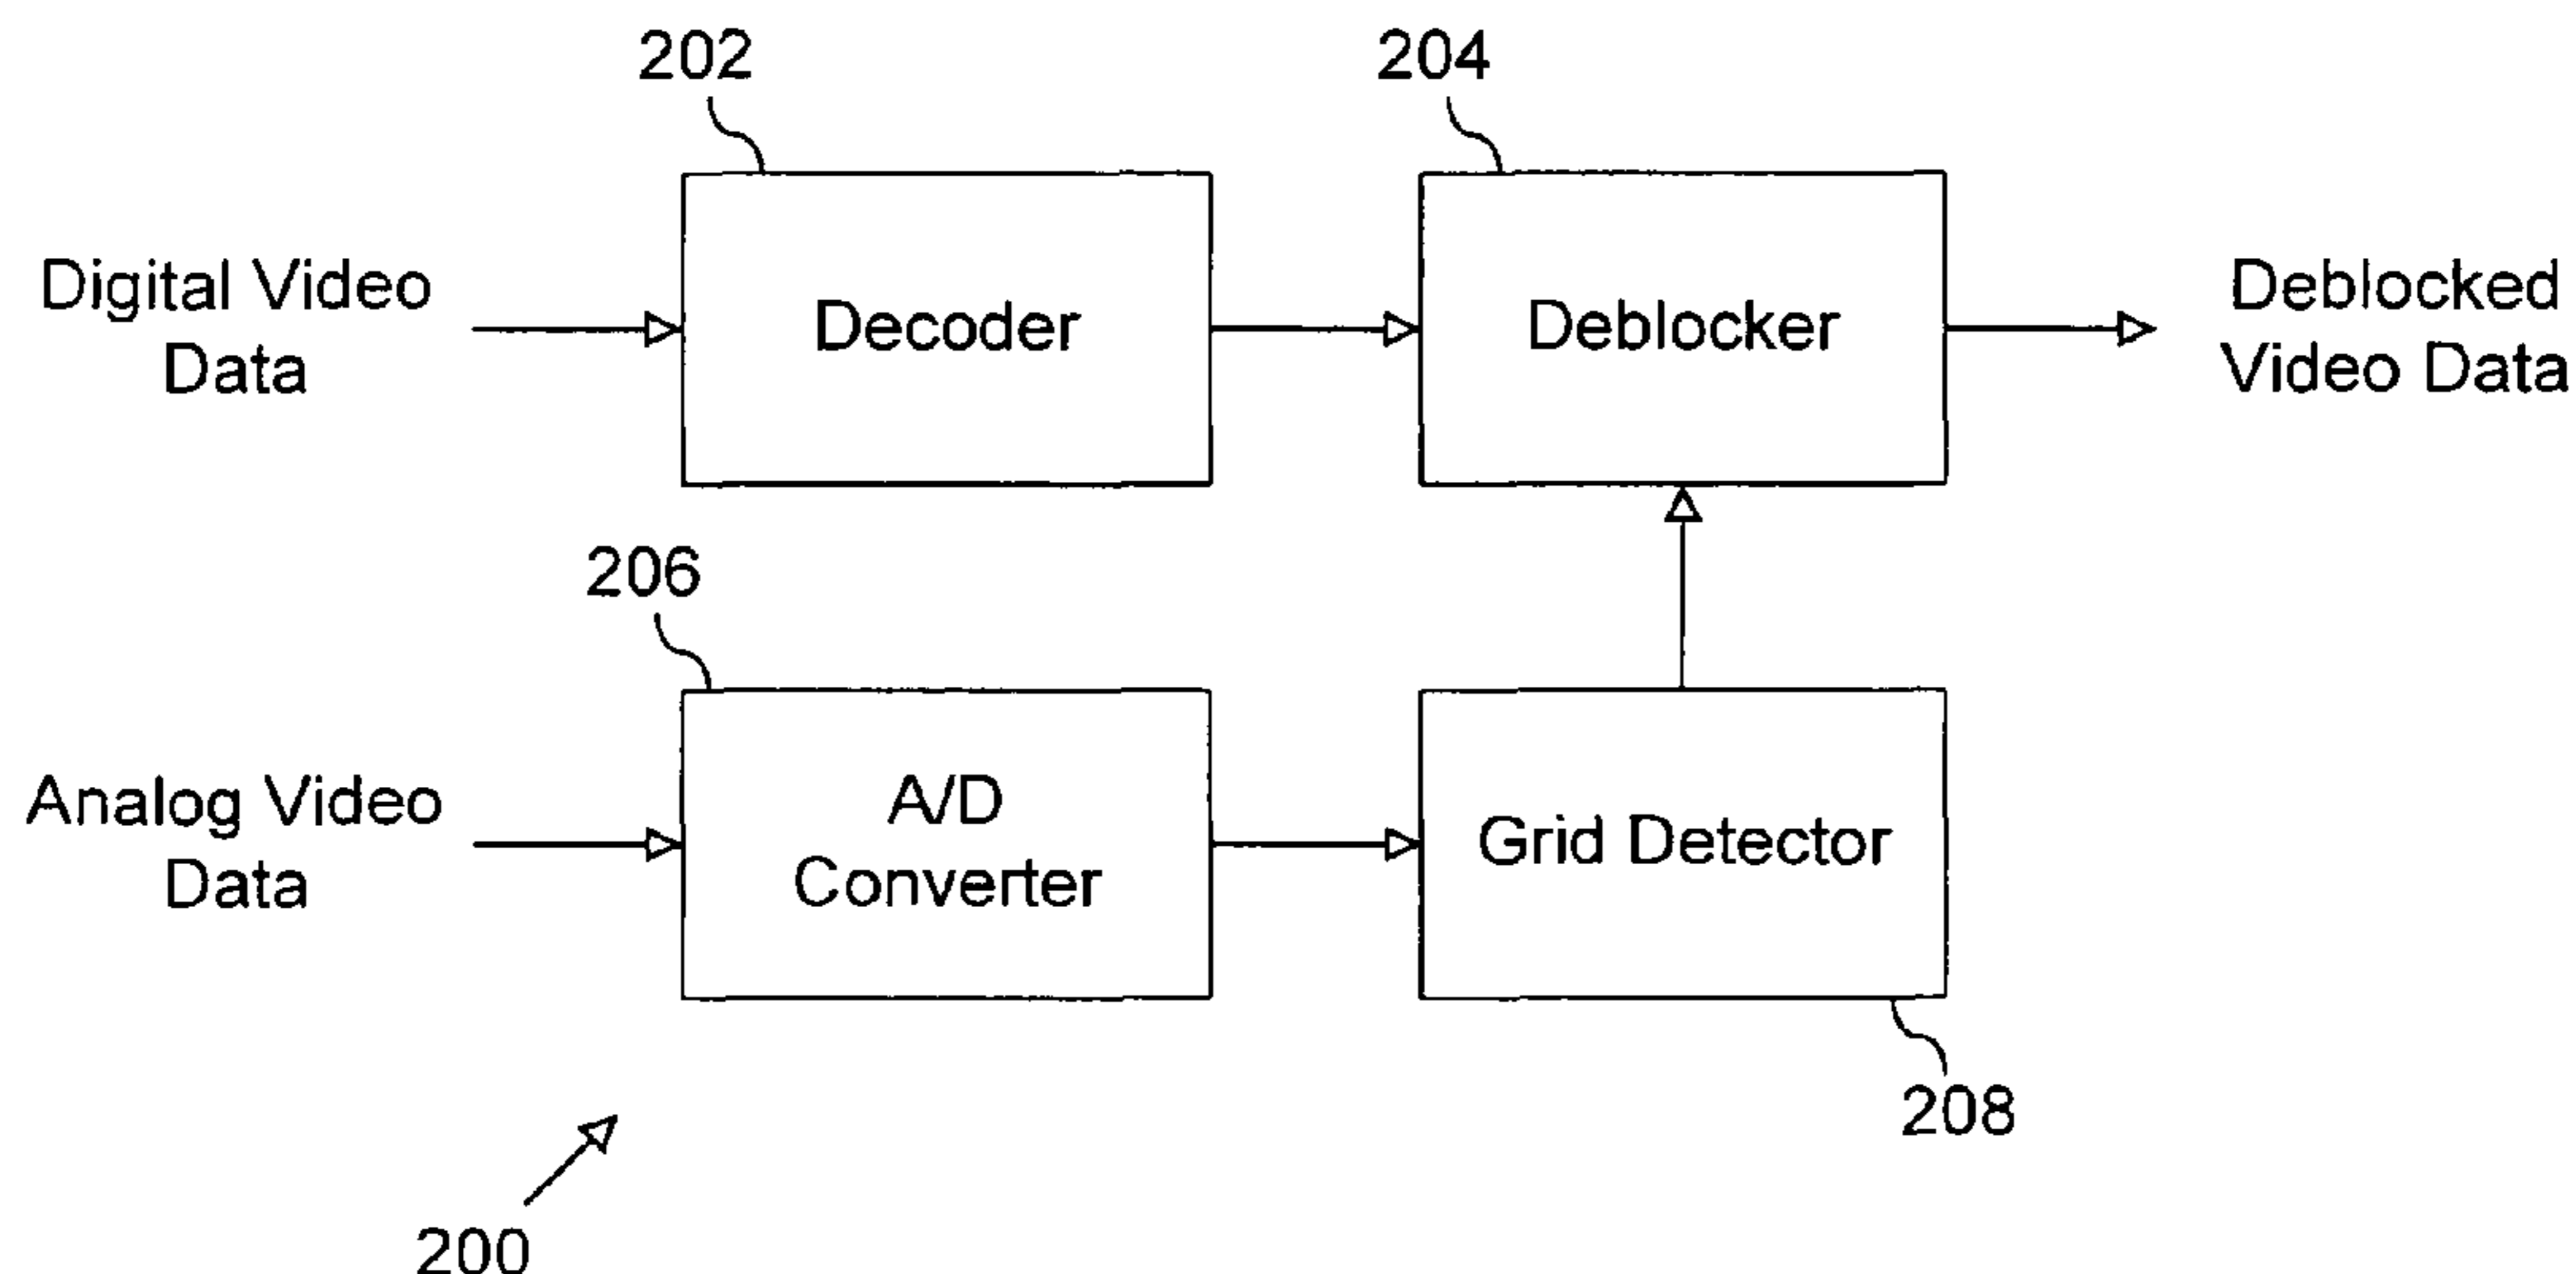 202
204
Digital Video
Data
Decoder
Deblocker
Deblocked
Video Data
206
Analog Video
Data
A/D
Converter
Grid Detector
208
200